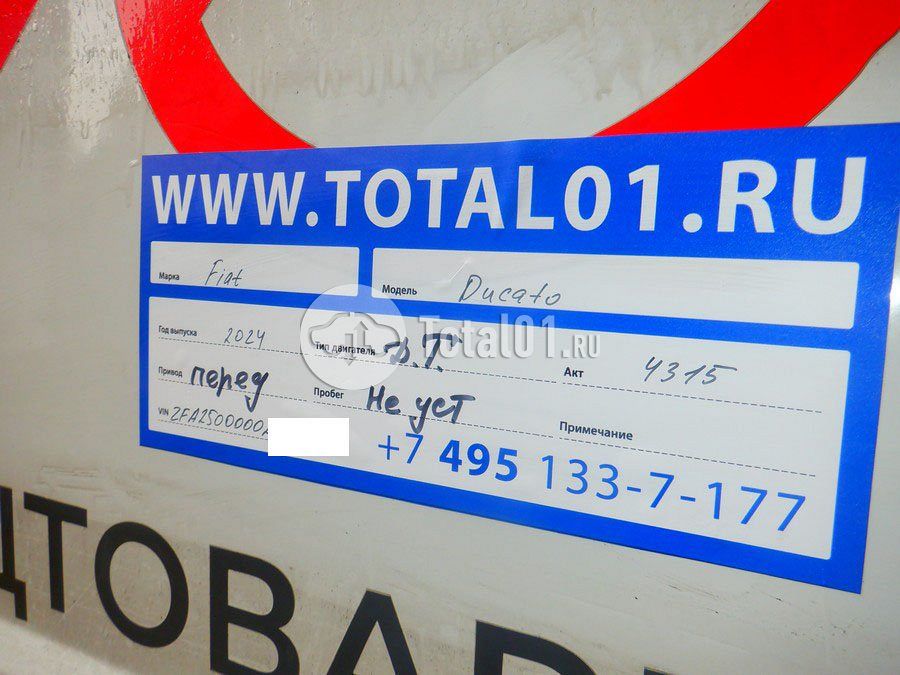 WWW.TOTAL01.RU
Марка Fiat Модель Ducato
Год выпуска 2024 Тип двигателя Д.Т. Акт 4315
Привод перед Пробег Не уст Примечание
VIN ZFA2500000
+7 495 133-7-177
Total01.RU
ДТОВАР